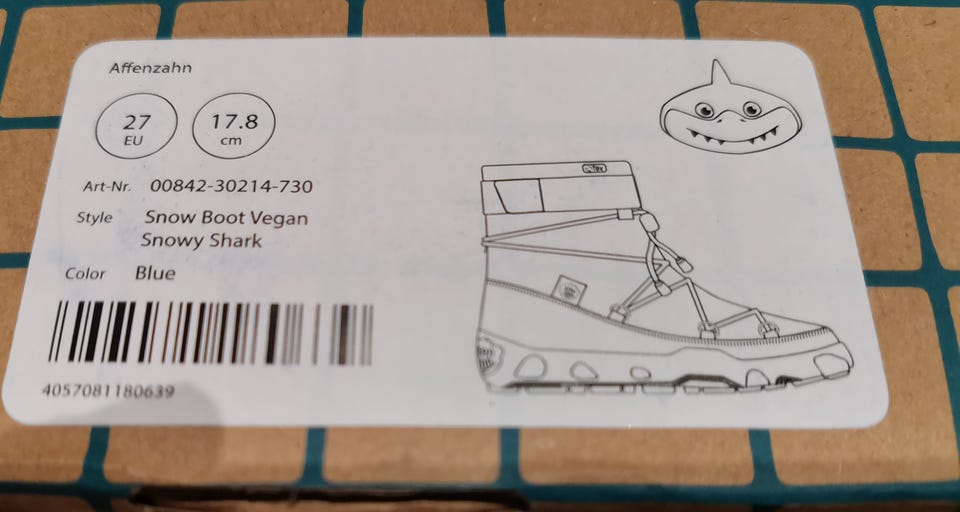 Affenzahn
27 EU
17.8 cm
Art-Nr. 00842-30214-730
Style Snow Boot Vegan
Snowy Shark
Color Blue
4057081180639